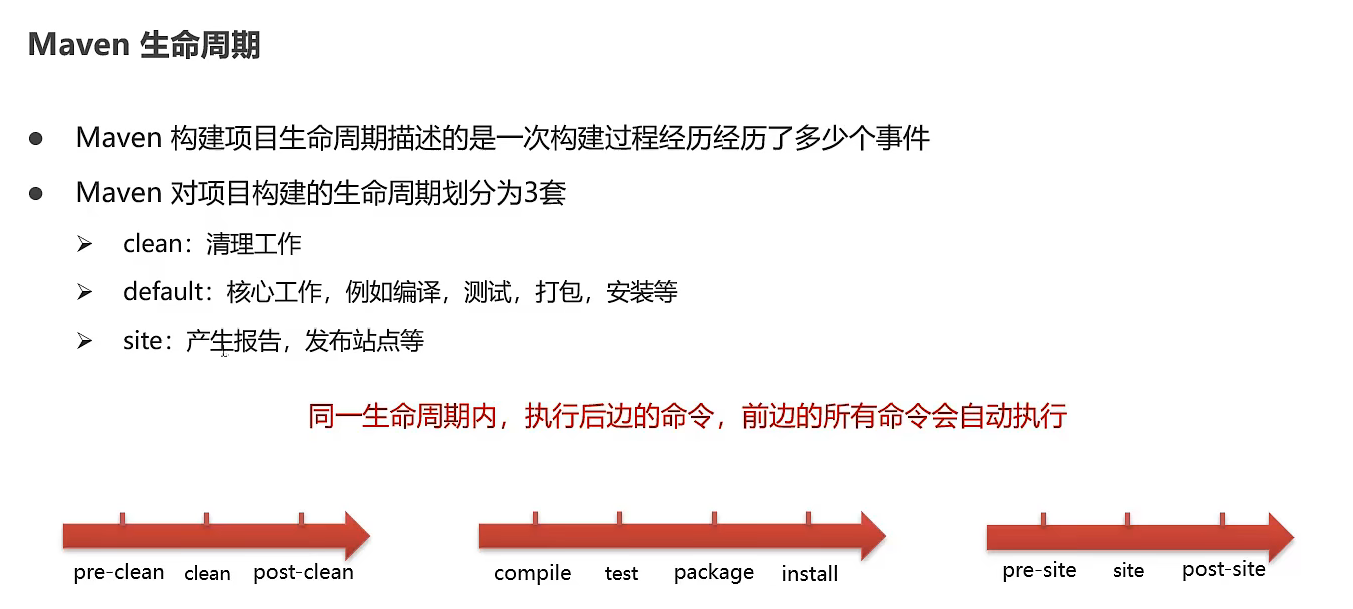 Maven 生命周期
● Maven 构建项目生命周期描述的是一次构建过程经历经历了多少个事件
● Maven 对项目构建的生命周期划分为3套
➢ clean：清理工作
➢ default：核心工作，例如编译，测试，打包，安装等
➢ site：产生报告，发布站点等
同一生命周期内，执行后边的命令，前边的所有命令会自动执行
pre-clean clean post-clean compile test package install pre-site site post-site